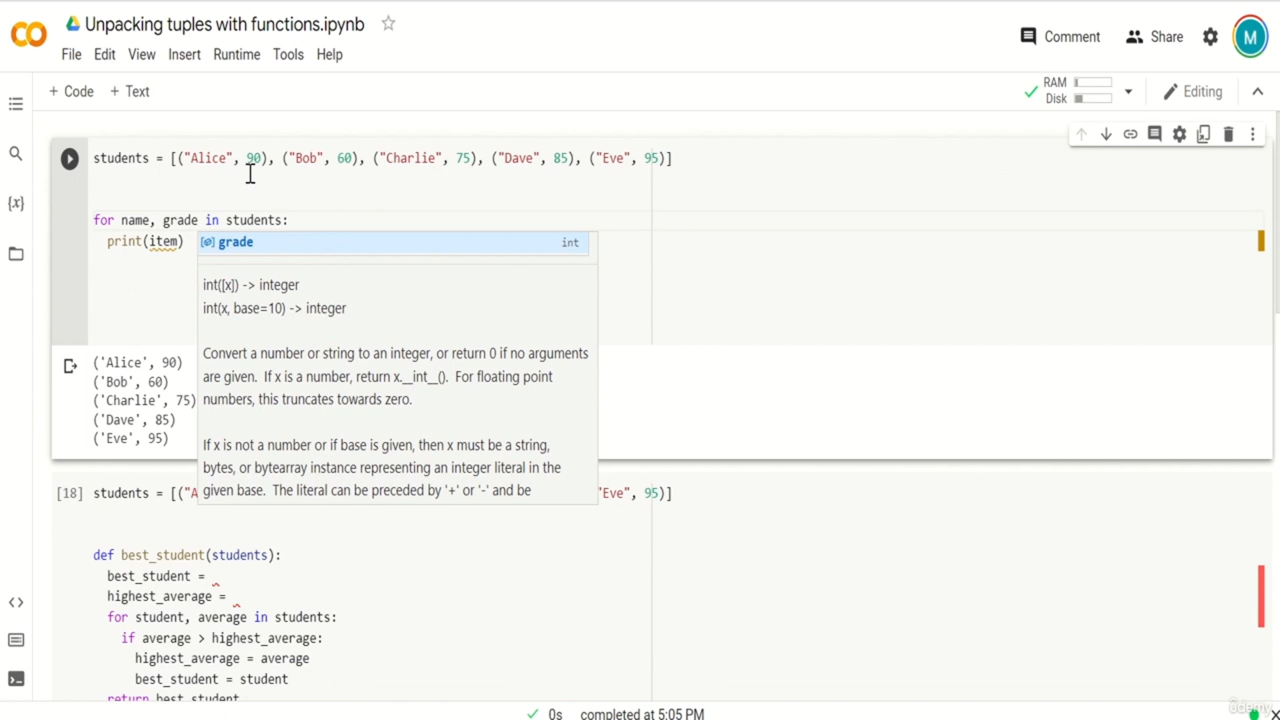 Unpacking tuples with functions.ipynb
File Edit View Insert Runtime Tools Help
Comment Share M
+ Code + Text
RAM
Disk
Editing
students = [("Alice", 90), ("Bob", 60), ("Charlie", 75), ("Dave", 85), ("Eve", 95)]
for name, grade in students:
print(item)
grade int
int([x]) -> integer
int(x, base=10) -> integer
Convert a number or string to an integer, or return 0 if no arguments
are given. If x is a number, return x.__int__(). For floating point
numbers, this truncates towards zero.
If x is not a number or if base is given, then x must be a string,
bytes, or bytearray instance representing an integer literal in the
given base. The literal can be preceded by '+' or '-' and be
('Alice', 90)
('Bob', 60)
('Charlie', 75)
('Dave', 85)
('Eve', 95)
[18] students = [("A "Eve", 95)]
def best_student(students):
best_student =
highest_average =
for student, average in students:
if average > highest_average:
highest_average = average
best_student = student
return best_student
0s completed at 5:05 PM
udemy